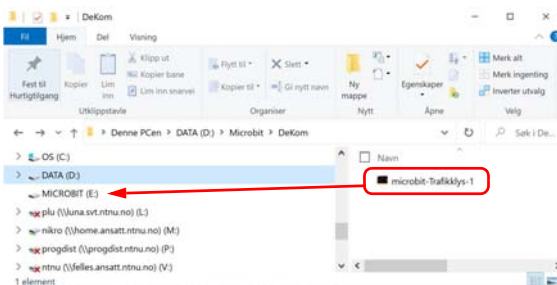 DeKom
Fil Hjem Del Visning
Fest til Hurtigtilgang
Kopier
Lim inn
Klipp ut
Kopier bane
Lim inn snarvei
Utklippstavle
Flytt til
Kopier til
Slett
Gi nytt navn
Organiser
Ny mappe
Nytt
Egenskaper
Åpne
Merk alt
Merk ingenting
Inverter utvalg
Velg
Denne PCen > DATA (D:) > Microbit > DeKom
Søk i De...
OS (C:)
DATA (D:)
MICROBIT (E:)
plu (\\luna.svt.ntnu.no) (L:)
nikro (\\home.ansatt.ntnu.no) (M:)
progdist (\\progdist.ntnu.no) (P:)
ntnu (\\felles.ansatt.ntnu.no) (V:)
Navn
microbit-Trafikklys-1
1 element